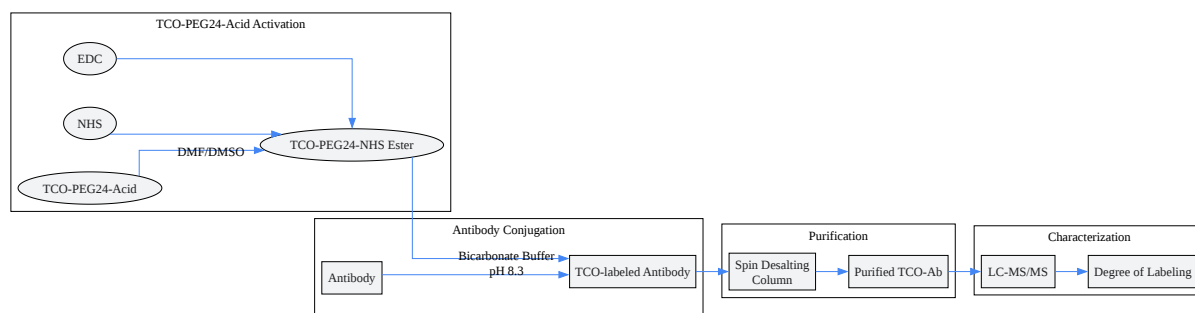 TCO-PEG24-Acid Activation
EDC
NHS
TCO-PEG24-NHS Ester
DMF/DMSO
TCO-PEG24-Acid
Antibody Conjugation
Bicarbonate Buffer
pH 8.3
Antibody
TCO-labeled Antibody
Purification
Spin Desalting
Column
Purified TCO-Ab
Characterization
LC-MS/MS
Degree of Labeling